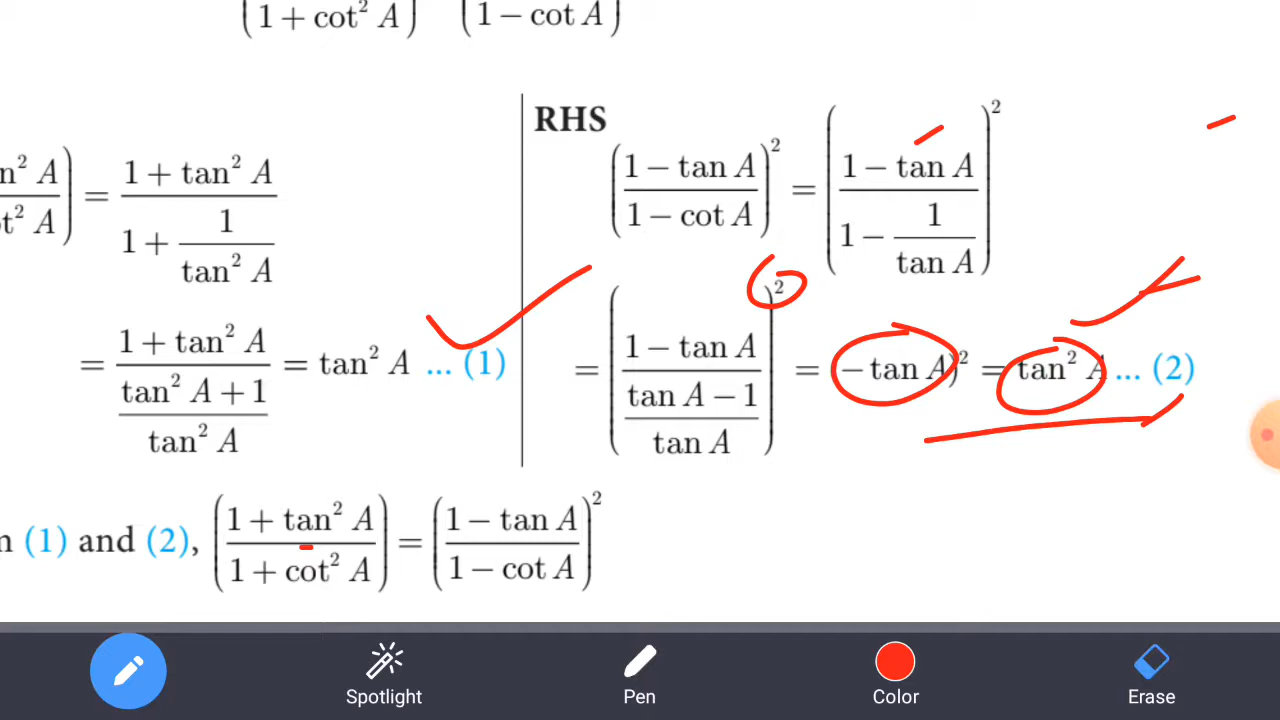 (1 + cot² A) (1 − cot A)
n² A / t² A) = (1 + tan² A) / (1 + 1/tan² A)
= (1 + tan² A) / ((tan² A + 1)/tan² A) = tan² A ... (1)
RHS
((1 − tan A)/(1 − cot A))² = ((1 − tan A)/(1 − 1/tan A))²
= ((1 − tan A)/((tan A − 1)/tan A))² = −tan A)² = tan² A ... (2)
n (1) and (2), ((1 + tan² A)/(1 + cot² A)) = ((1 − tan A)/(1 − cot A))²
Spotlight
Pen
Color
Erase